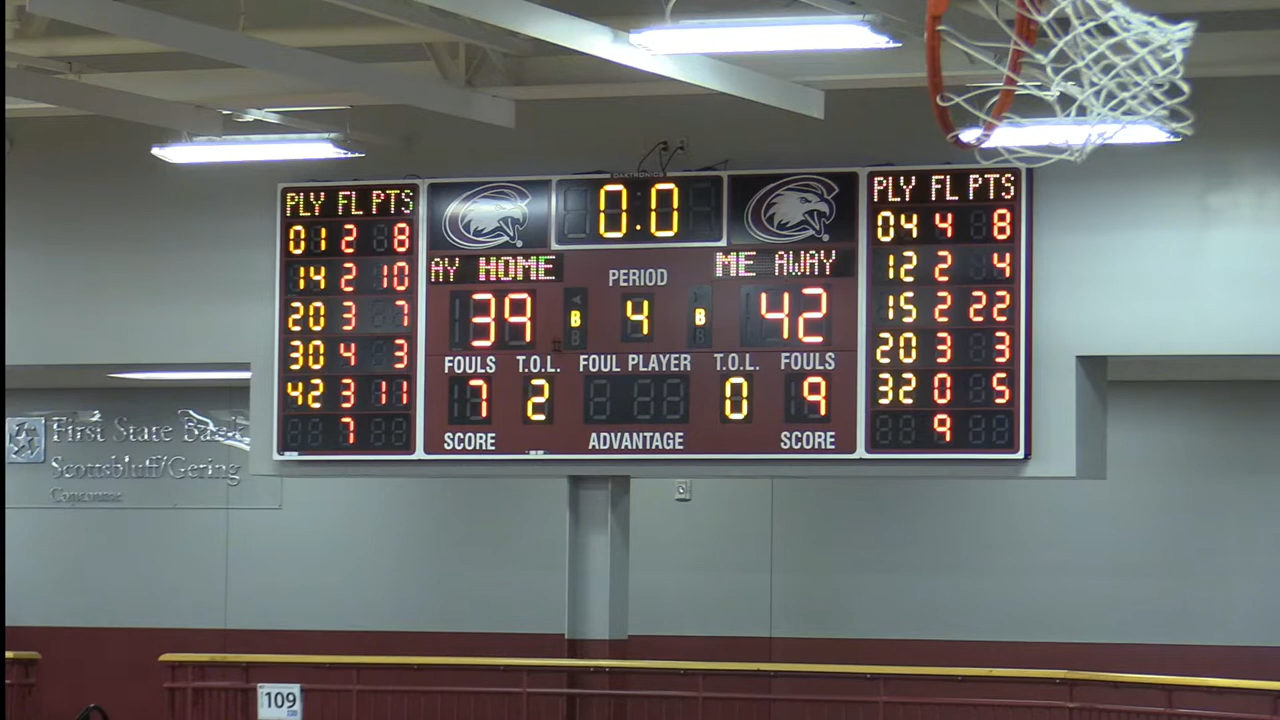 DAKTRONICS
PLY FL PTS
01 2 8
14 2 10
20 3 7
30 4 3
42 3 11
7
0.0
AY HOME
ME AWAY
PERIOD
39 B 4 B 42
FOULS T.O.L. FOUL PLAYER T.O.L. FOULS
7 2 0 9
SCORE ADVANTAGE SCORE
PLY FL PTS
04 4 8
12 2 4
15 2 22
20 3 3
32 0 5
9
First State Bank
Scottsbluff/Gering
Concourse
109